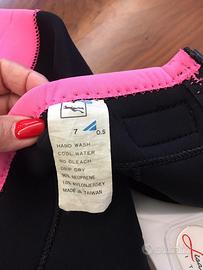 7 D.S
HAND WASH
COOL WATER
NO BLEACH
DRIP DRY
90% NEOPRENE
10% NYLON/JERSEY
MADE IN TAIWAN